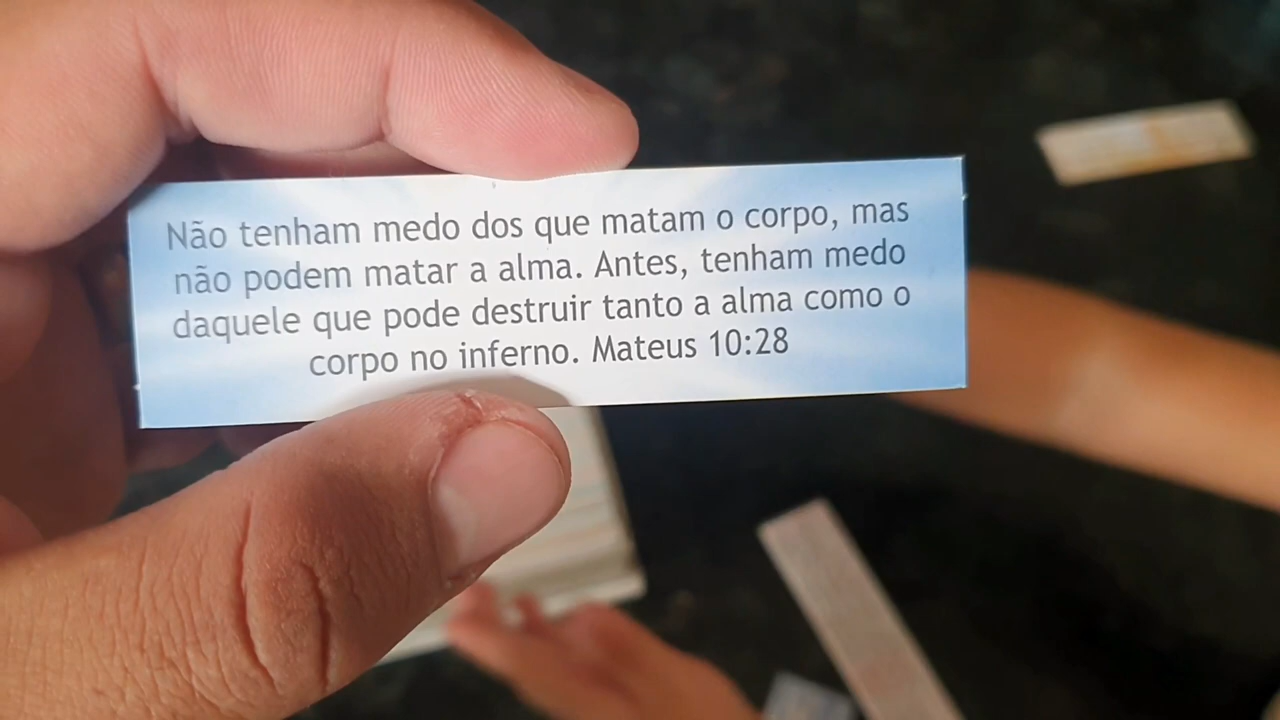 Não tenham medo dos que matam o corpo, mas
não podem matar a alma. Antes, tenham medo
daquele que pode destruir tanto a alma como o
corpo no inferno. Mateus 10:28